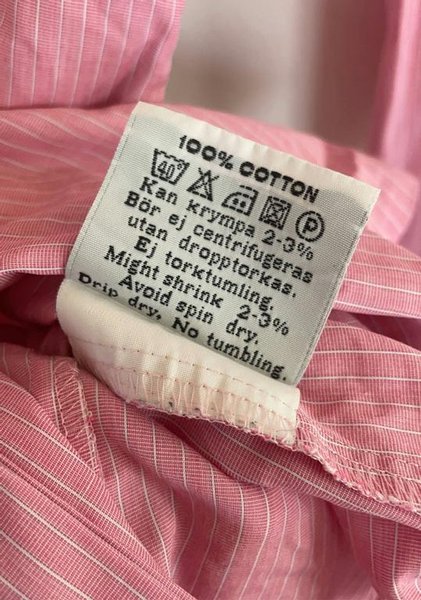 100% COTTON
40 P
Kan krympa 2-3%
Bör ej centrifugeras
utan dropptorkas.
Ej torktumling.
Might shrink 2-3%
Avoid spin dry.
Drip dry. No tumbling.